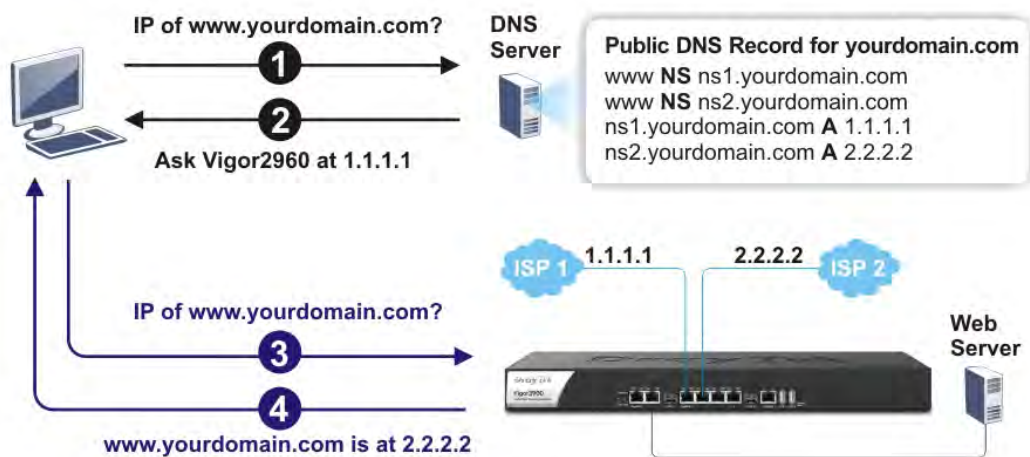 IP of www.yourdomain.com?
1
2
Ask Vigor2960 at 1.1.1.1
DNS
Server
Public DNS Record for yourdomain.com
www NS ns1.yourdomain.com
www NS ns2.yourdomain.com
ns1.yourdomain.com A 1.1.1.1
ns2.yourdomain.com A 2.2.2.2
ISP 1
1.1.1.1
2.2.2.2
ISP 2
IP of www.yourdomain.com?
3
4
www.yourdomain.com is at 2.2.2.2
Vigor2960
Web
Server